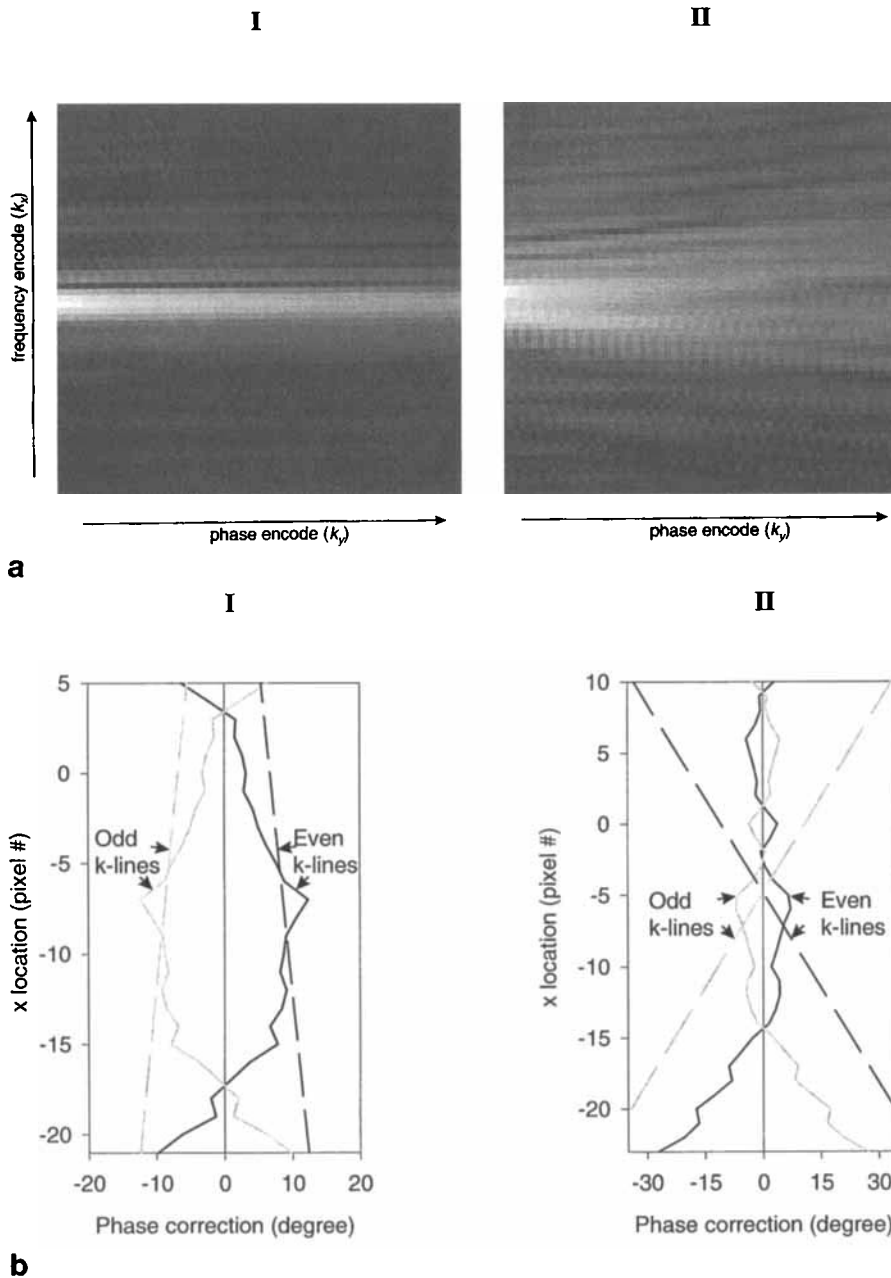 I II
frequency encode (kx)
phase encode (ky) phase encode (ky)
a
I II
5
0
-5
-10
-15
-20
x location (pixel #)
Odd k-lines
Even k-lines
-20 -10 0 10 20
Phase correction (degree)
10
5
0
-5
-10
-15
-20
x location (pixel #)
Odd k-lines
Even k-lines
-30 -15 0 15 30
Phase correction (degree)
b